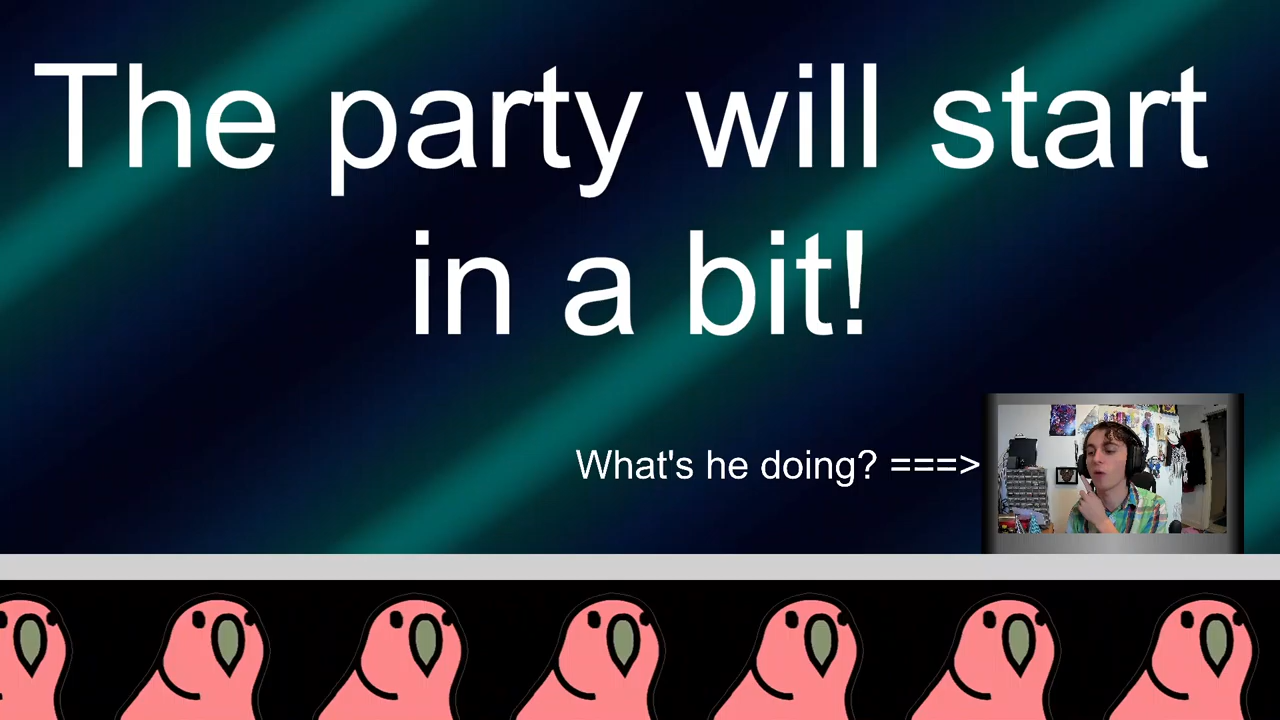 The party will start
in a bit!
What's he doing? ===>